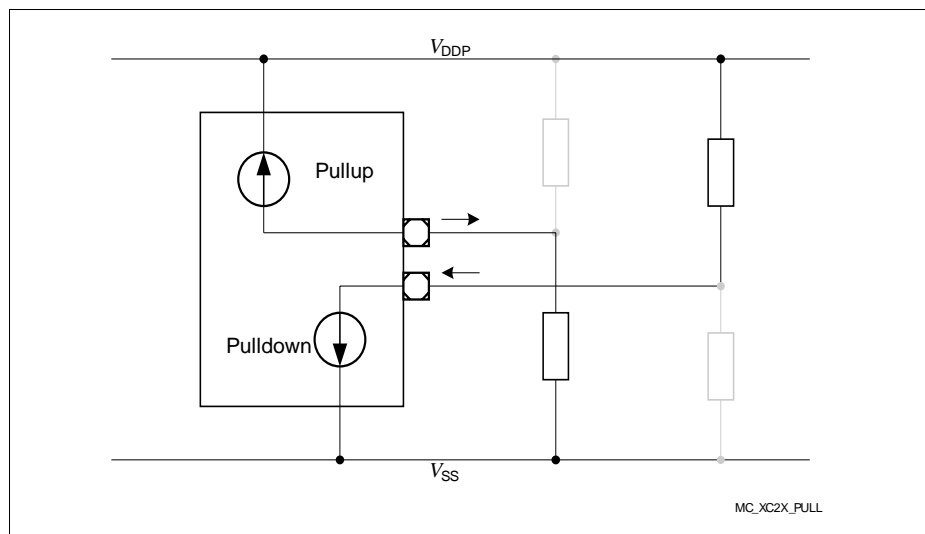 VDDP
Pullup
Pulldown
VSS
MC_XC2X_PULL